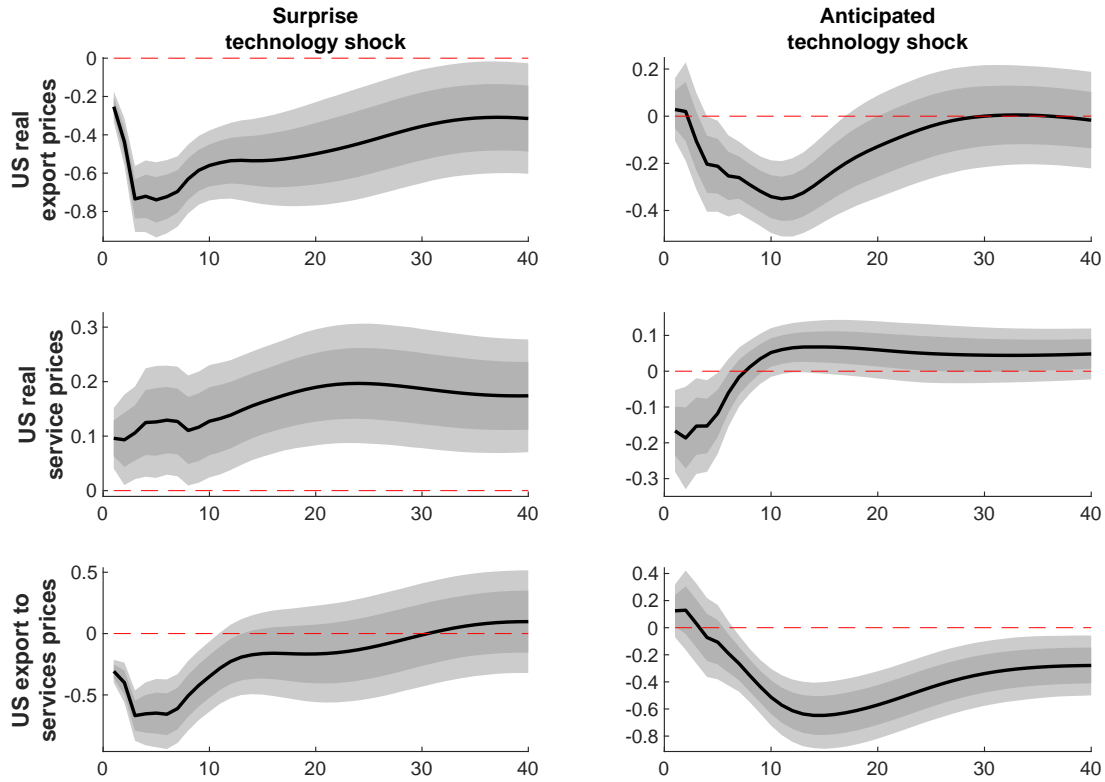 Surprise
technology shock
Anticipated
technology shock
US real
export prices
0
-0.2
-0.4
-0.6
-0.8
0 10 20 30 40
0.2
0
-0.2
-0.4
0 10 20 30 40
US real
service prices
0.3
0.2
0.1
0
0 10 20 30 40
0.1
0
-0.1
-0.2
-0.3
0 10 20 30 40
US export to
services prices
0.5
0
-0.5
0 10 20 30 40
0.4
0.2
0
-0.2
-0.4
-0.6
-0.8
0 10 20 30 40